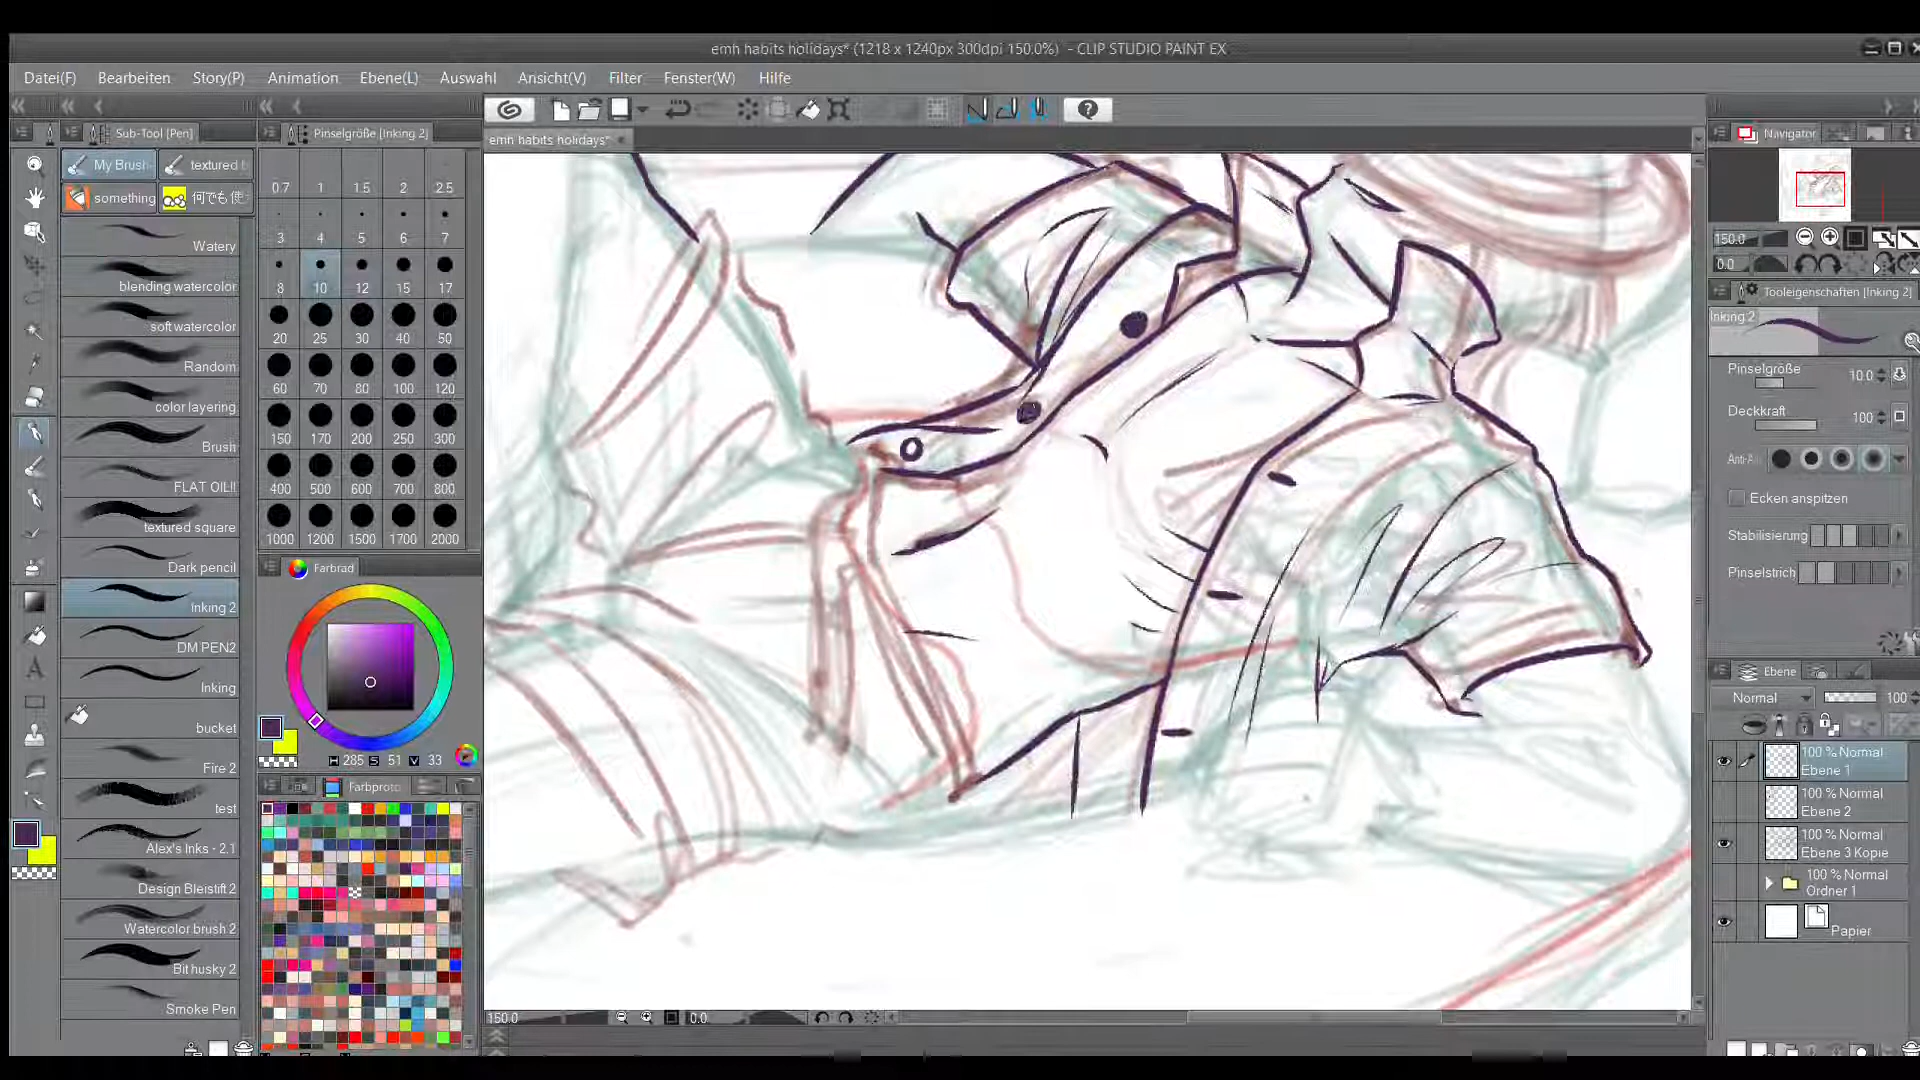 emh habits holidays* (1218 x 1240px 300dpi 150.0%) - CLIP STUDIO PAINT EX
Datei(F) Bearbeiten Story(P) Animation Ebene(L) Auswahl Ansicht(V) Filter Fenster(W) Hilfe
Sub-Tool [Pen]
Pinselgröße [Inking 2]
emh habits holidays*
Navigator
My Brush
textured b
something
何でも使
Watery
blending watercolor
soft watercolor
Random
color layering
Brush
FLAT OIL!!
textured square
Dark pencil
Inking 2
DM PEN2
Inking
bucket
Fire 2
test
Alex's Inks - 2.1
Design Bleistift 2
Watercolor brush 2
Bit husky 2
Smoke Pen
0.7 1 1.5 2 2.5
3 4 5 6 7
8 10 12 15 17
20 25 30 40 50
60 70 80 100 120
150 170 200 250 300
400 500 600 700 800
1000 1200 1500 1700 2000
Farbrad
H 285 S 51 V 33
Farbpro
150.0 0.0
150.0
0.0
Tooleigenschaften [Inking 2]
Inking 2
Pinselgröße 10.0
Deckkraft 100
Anti-A
Ecken anspitzen
Stabilisierung
Pinselstrich
Ebene
Normal 100
100 % Normal
Ebene 1
100 % Normal
Ebene 2
100 % Normal
Ebene 3 Kopie
100 % Normal
Ordner 1
Papier